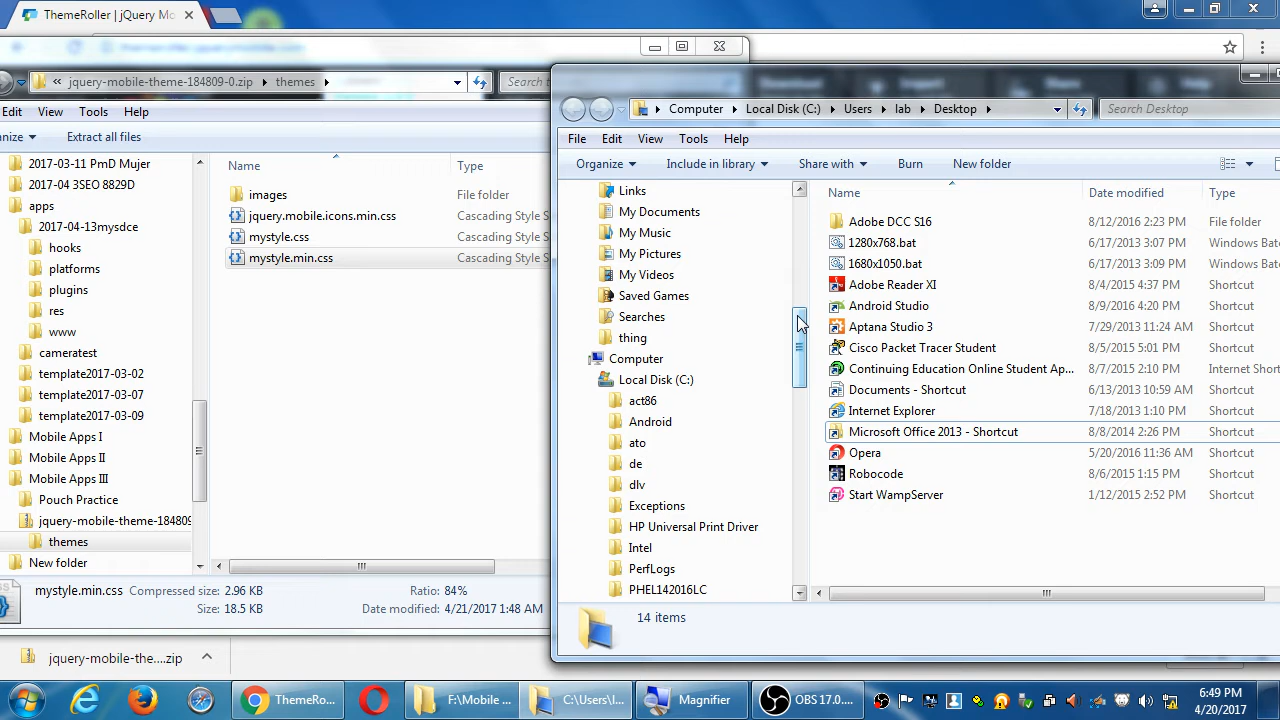 ThemeRoller | jQuery Mo
themeroller.jquerymobile.com
« jquery-mobile-theme-184809-0.zip themes
Search themes
Edit View Tools Help
Organize Extract all files
2017-03-11 PmD Mujer
2017-04 3SEO 8829D
apps
2017-04-13mysdce
hooks
platforms
plugins
res
www
cameratest
template2017-03-02
template2017-03-07
template2017-03-09
Mobile Apps I
Mobile Apps II
Mobile Apps III
Pouch Practice
jquery-mobile-theme-184809
themes
New folder
Name Type
images File folder
jquery.mobile.icons.min.css Cascading Style S
mystyle.css Cascading Style S
mystyle.min.css Cascading Style S
mystyle.min.css Compressed size: 2.96 KB Ratio: 84%
Size: 18.5 KB Date modified: 4/21/2017 1:48 AM
jquery-mobile-the....zip
Computer Local Disk (C:) Users lab Desktop
Search Desktop
File Edit View Tools Help
Organize Include in library Share with Burn New folder
Links
My Documents
My Music
My Pictures
My Videos
Saved Games
Searches
thing
Computer
Local Disk (C:)
act86
Android
ato
de
dlv
Exceptions
HP Universal Print Driver
Intel
PerfLogs
PHEL142016LC
Name Date modified Type
Adobe DCC S16 8/12/2016 2:23 PM File folder
1280x768.bat 6/17/2013 3:07 PM Windows Bat
1680x1050.bat 6/17/2013 3:09 PM Windows Bat
Adobe Reader XI 8/4/2015 4:37 PM Shortcut
Android Studio 8/9/2016 4:20 PM Shortcut
Aptana Studio 3 7/29/2013 11:24 AM Shortcut
Cisco Packet Tracer Student 8/5/2015 5:01 PM Shortcut
Continuing Education Online Student Ap... 8/7/2015 2:10 PM Internet Short
Documents - Shortcut 6/13/2013 10:59 AM Shortcut
Internet Explorer 7/18/2013 1:10 PM Shortcut
Microsoft Office 2013 - Shortcut 8/8/2014 2:26 PM Shortcut
Opera 5/20/2016 11:36 AM Shortcut
Robocode 8/6/2015 1:15 PM Shortcut
Start WampServer 1/12/2015 2:52 PM Shortcut
14 items
ThemeRo... F:\Mobile ... C:\Users\l... Magnifier OBS 17.0....
6:49 PM
4/20/2017